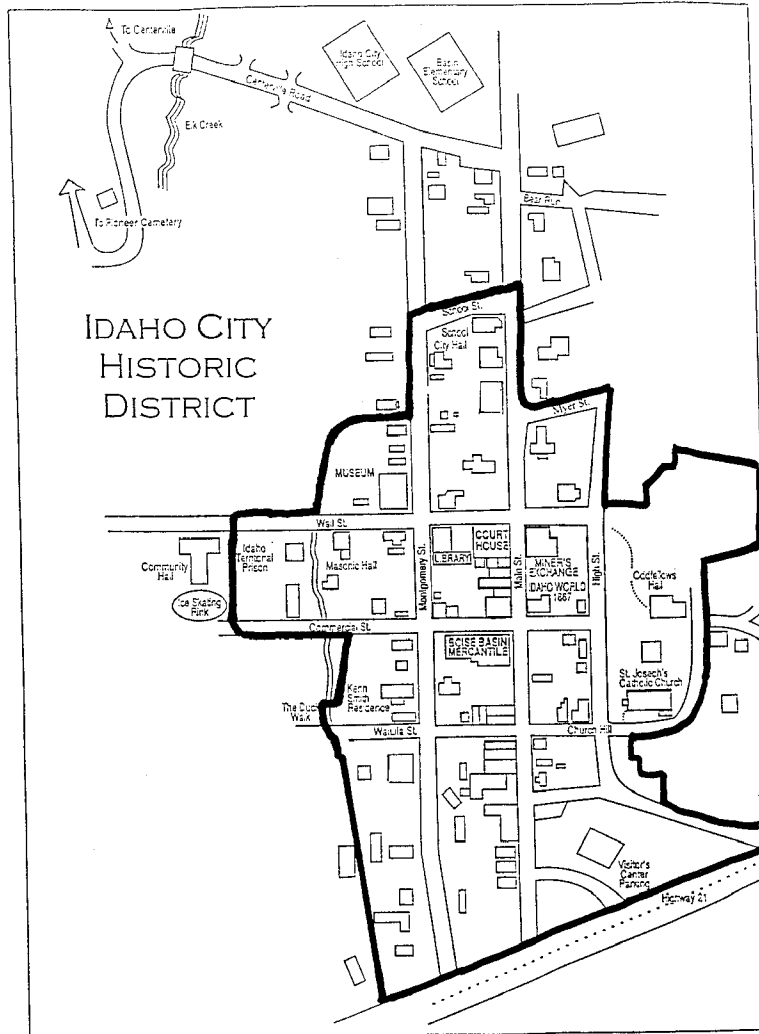 To Centerville
Idaho City
High School
Basin
Elementary
School
Centerville Road
Elk Creek
Bear Run
To Pioneer Cemetery
IDAHO CITY
HISTORIC
DISTRICT
School St.
School
City Hall
Myer St.
MUSEUM
Wall St.
Community
Hall
Idaho
Territorial
Prison
Masonic Hall
Montgomery St.
LIBRARY
COURT
HOUSE
Main St.
MINER'S
EXCHANGE
IDAHO WORLD
1867
High St.
Oddfellows
Hall
Ice Skating
Rink
Commercial St.
BOISE BASIN
MERCANTILE
St. Joseph's
Catholic Church
Smith
Residence
The Duck
Walk
Walulla St.
Church Hill
Visitor's
Center
Parking
Highway 21